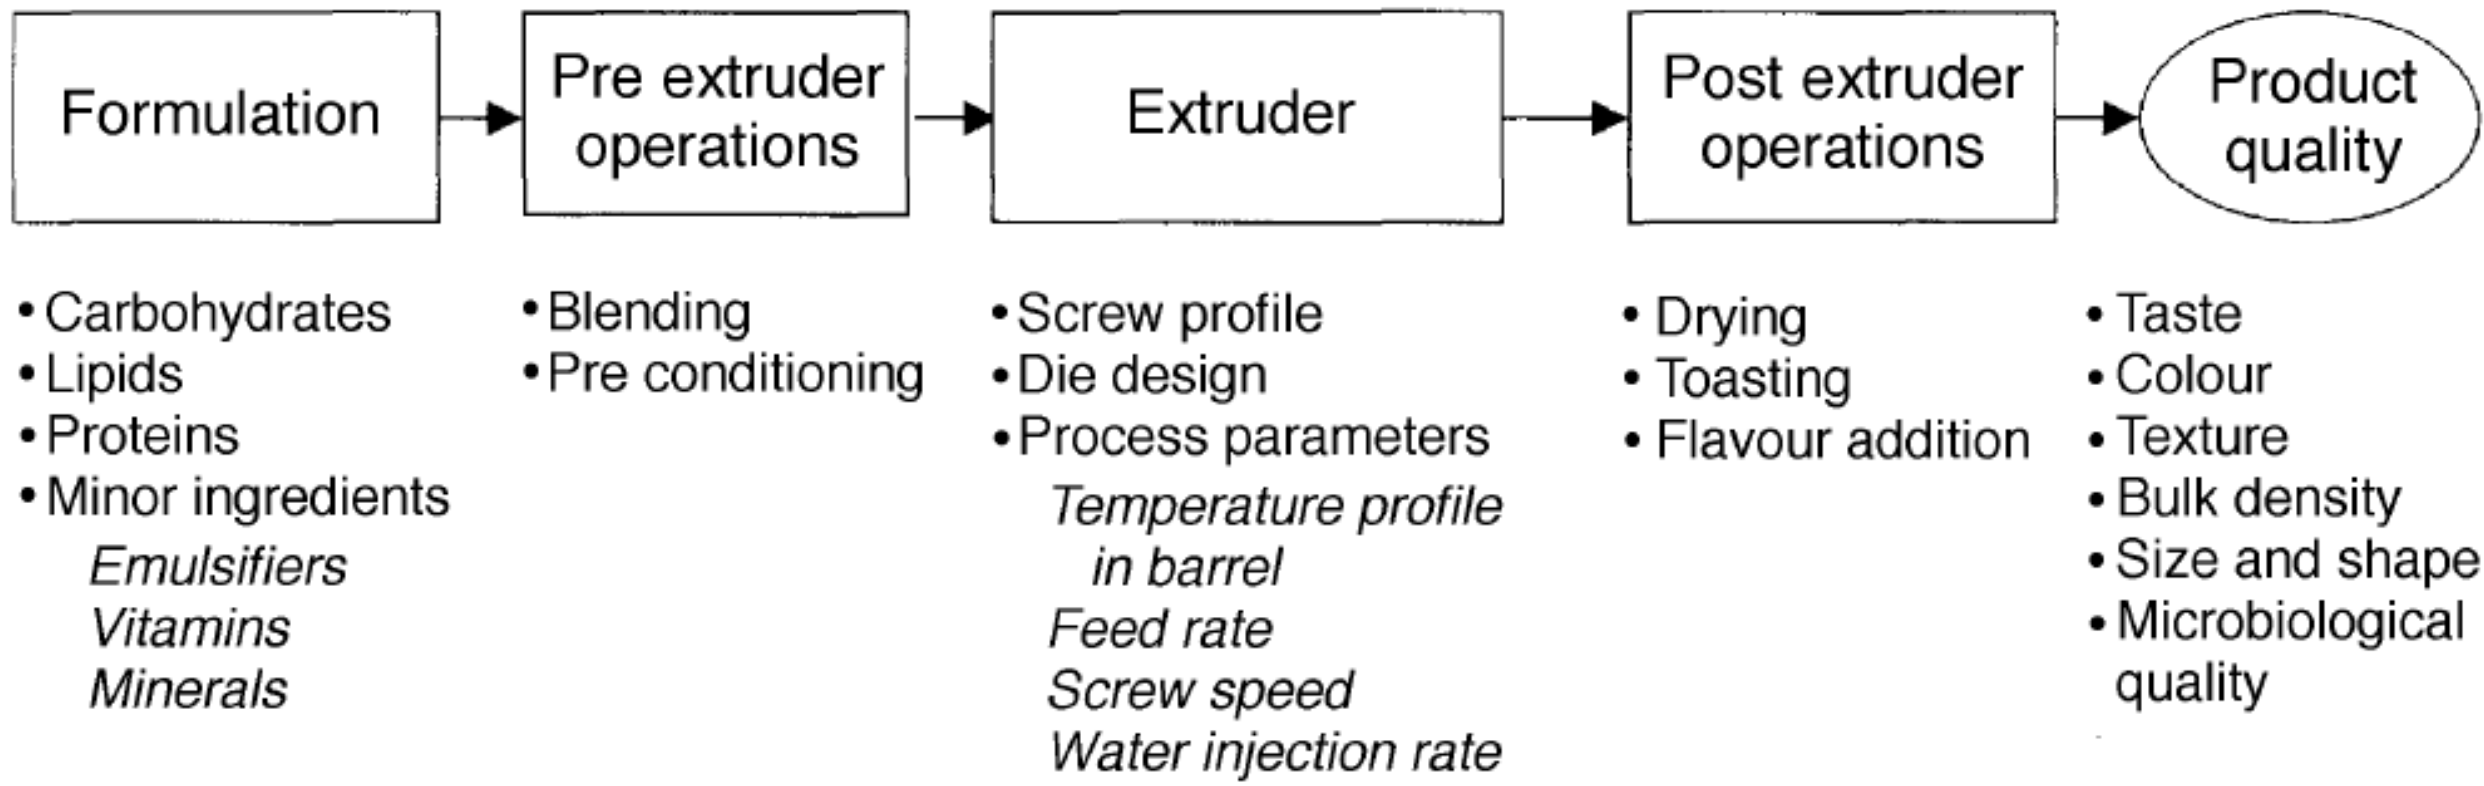 Formulation
Pre extruder
operations
Extruder
Post extruder
operations
Product
quality
• Carbohydrates
• Lipids
• Proteins
• Minor ingredients
Emulsifiers
Vitamins
Minerals
• Blending
• Pre conditioning
• Screw profile
• Die design
• Process parameters
Temperature profile
in barrel
Feed rate
Screw speed
Water injection rate
• Drying
• Toasting
• Flavour addition
• Taste
• Colour
• Texture
• Bulk density
• Size and shape
• Microbiological
quality